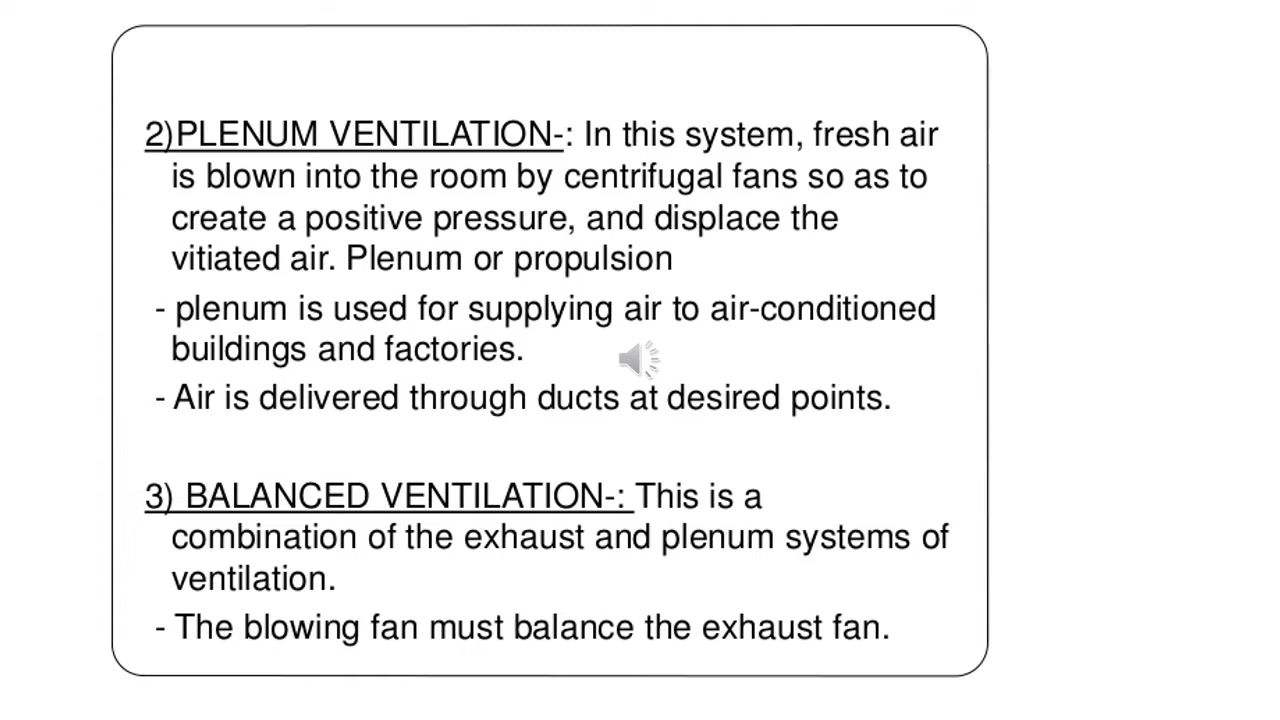 2)PLENUM VENTILATION-: In this system, fresh air
is blown into the room by centrifugal fans so as to
create a positive pressure, and displace the
vitiated air. Plenum or propulsion
- plenum is used for supplying air to air-conditioned
buildings and factories.
- Air is delivered through ducts at desired points.
3) BALANCED VENTILATION-: This is a
combination of the exhaust and plenum systems of
ventilation.
- The blowing fan must balance the exhaust fan.